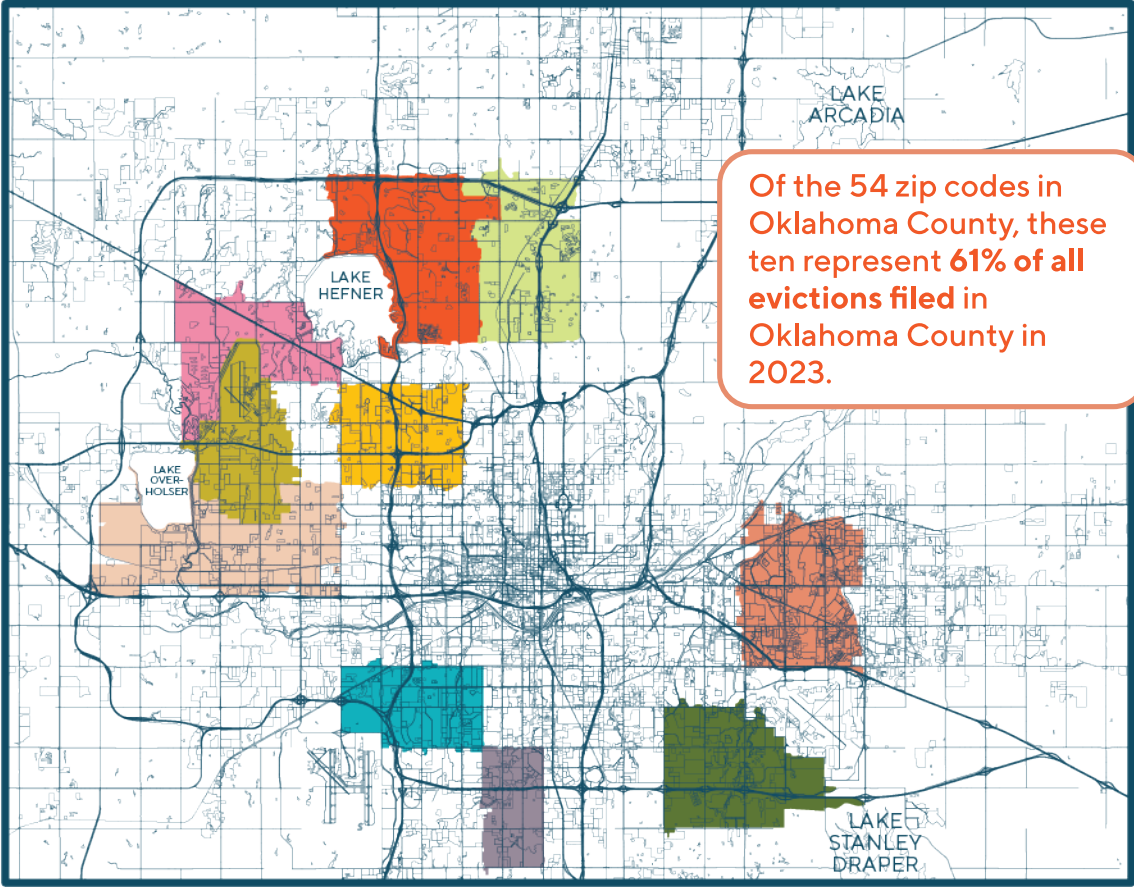 LAKE
ARCADIA
Of the 54 zip codes in
Oklahoma County, these
ten represent 61% of all
evictions filed in
Oklahoma County in
2023.
LAKE
HEFNER
LAKE
OVER-
HOLSER
LAKE
STANLEY
DRAPER